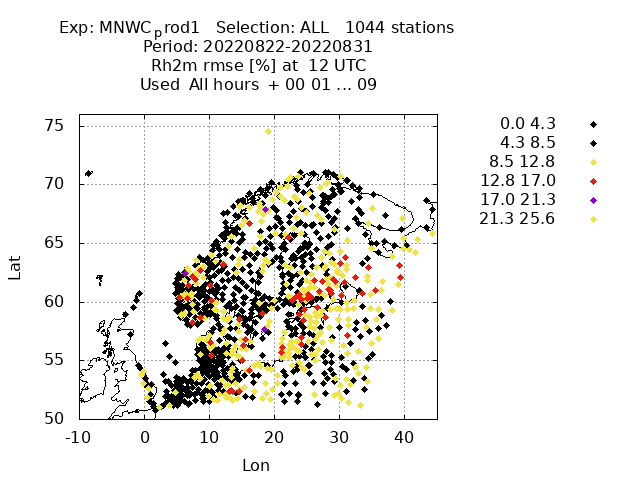 Exp: MNWC_prod1 Selection: ALL 1044 stations
Period: 20220822-20220831
Rh2m rmse [%] at 12 UTC
Used All hours + 00 01 ... 09
0.0 4.3
4.3 8.5
8.5 12.8
12.8 17.0
17.0 21.3
21.3 25.6
75
70
65
60
55
50
Lat
-10 0 10 20 30 40
Lon